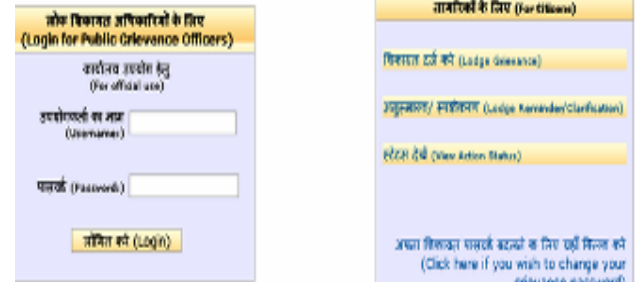 लोक शिकायत अधिकारियों के लिए
(Login for Public Grievance Officers)
कार्यालय उपयोग हेतु
(For official use)
उपयोगकर्ता का नाम
(Username)
पासवर्ड (Password)
लॉगिन करें (Login)
नागरिकों के लिए (For Citizens)
शिकायत दर्ज करें (Lodge Grievance)
अनुस्मारक/ स्पष्टीकरण (Lodge Reminder/Clarification)
स्टेटस देखें (View Action Status)
अपना शिकायत पासवर्ड बदलने के लिए यहाँ क्लिक करें
(Click here if you wish to change your
grievance password)